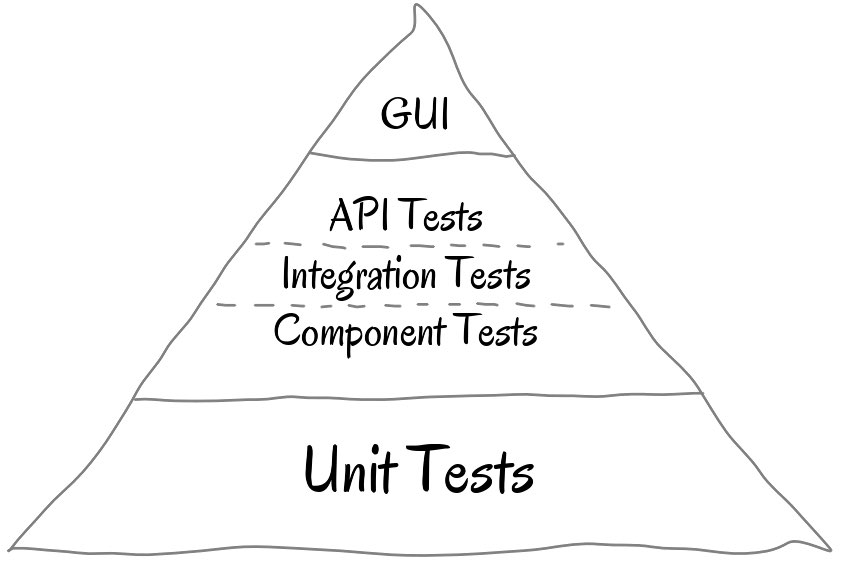 GUI
API Tests
Integration Tests
Component Tests
Unit Tests